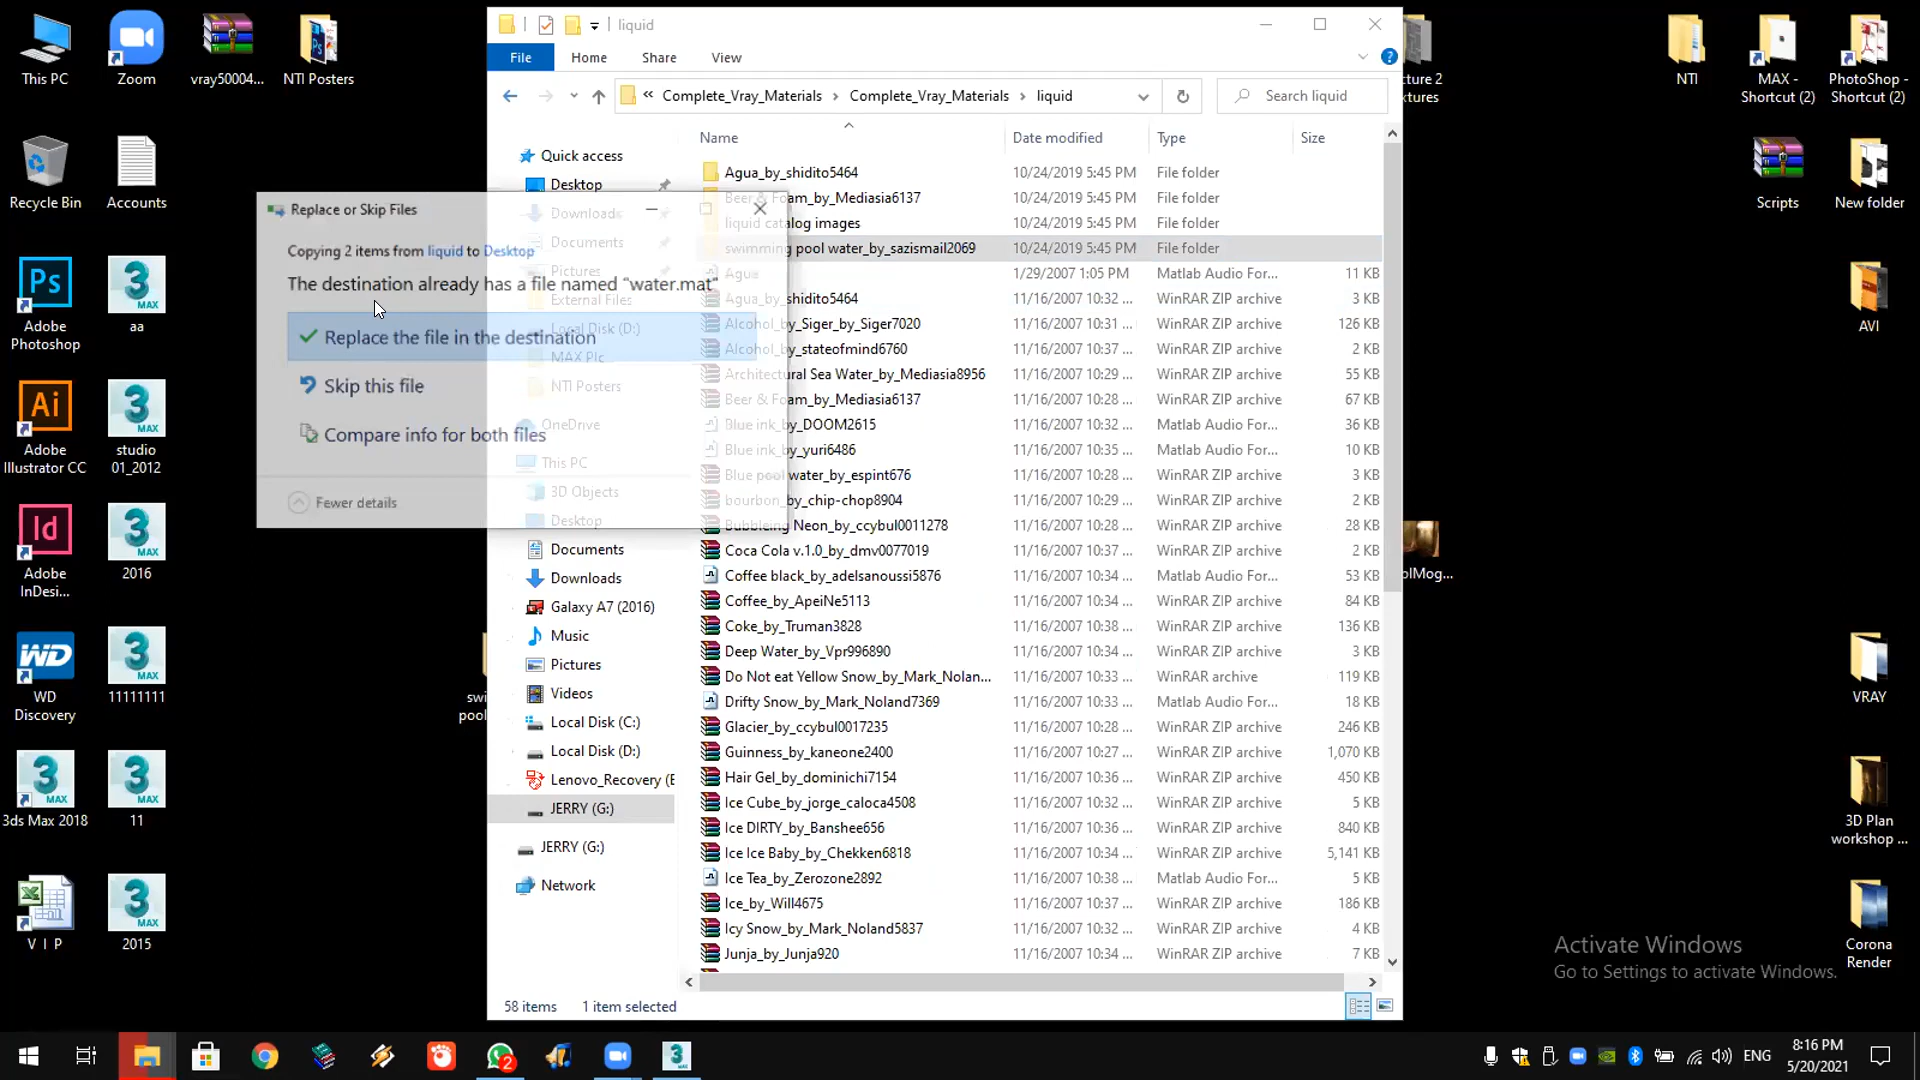 This PC
Zoom
vray50004...
NTI Posters
Recycle Bin
Accounts
Adobe
Photoshop
aa
Adobe
Illustrator CC
studio
01_2012
Adobe
InDesi...
2016
WD
Discovery
11111111
3ds Max 2018
11
V I P
2015
liquid
File
Home
Share
View
« Complete_Vray_Materials › Complete_Vray_Materials › liquid
Search liquid
Name
Date modified
Type
Size
Quick access
Desktop
Downloads
Documents
Pictures
External Files
Local Disk (D:)
MAX Pic
NTI Posters
OneDrive
This PC
3D Objects
Desktop
Documents
Downloads
Galaxy A7 (2016)
Music
Pictures
Videos
Local Disk (C:)
Local Disk (D:)
Lenovo_Recovery (E
JERRY (G:)
JERRY (G:)
Network
Replace or Skip Files
Copying 2 items from liquid to Desktop
The destination already has a file named "water.mat"
Replace the file in the destination
Skip this file
Compare info for both files
Fewer details
Agua_by_shidito5464 10/24/2019 5:45 PM File folder
Beer & Foam_by_Mediasia6137 10/24/2019 5:45 PM File folder
liquid catalog images 10/24/2019 5:45 PM File folder
swimming pool water_by_sazismail2069 10/24/2019 5:45 PM File folder
Agua 1/29/2007 1:05 PM Matlab Audio For... 11 KB
Agua_by_shidito5464 11/16/2007 10:32 ... WinRAR ZIP archive 3 KB
Alcohol_by_Siger_by_Siger7020 11/16/2007 10:31 ... WinRAR ZIP archive 126 KB
Alcohol_by_stateofmind6760 11/16/2007 10:37 ... WinRAR ZIP archive 2 KB
Architectural Sea Water_by_Mediasia8956 11/16/2007 10:29 ... WinRAR ZIP archive 55 KB
Beer & Foam_by_Mediasia6137 11/16/2007 10:28 ... WinRAR ZIP archive 67 KB
Blue ink_by_DOOM2615 11/16/2007 10:32 ... Matlab Audio For... 36 KB
Blue ink_by_yuri6486 11/16/2007 10:35 ... Matlab Audio For... 10 KB
Blue pool water_by_espint676 11/16/2007 10:28 ... WinRAR ZIP archive 3 KB
bourbon_by_chip-chop8904 11/16/2007 10:29 ... WinRAR ZIP archive 2 KB
Bubbleing Neon_by_ccybul0011278 11/16/2007 10:28 ... WinRAR ZIP archive 28 KB
Coca Cola v.1.0_by_dmv0077019 11/16/2007 10:37 ... WinRAR ZIP archive 2 KB
Coffee black_by_adelsanoussi5876 11/16/2007 10:34 ... Matlab Audio For... 53 KB
Coffee_by_ApeiNe5113 11/16/2007 10:34 ... WinRAR ZIP archive 84 KB
Coke_by_Truman3828 11/16/2007 10:38 ... WinRAR ZIP archive 136 KB
Deep Water_by_Vpr996890 11/16/2007 10:37 ... WinRAR ZIP archive 3 KB
Do Not eat Yellow Snow_by_Mark_Nolan... 11/16/2007 10:33 ... WinRAR archive 119 KB
Drifty Snow_by_Mark_Noland7369 11/16/2007 10:33 ... Matlab Audio For... 18 KB
Glacier_by_ccybul0017235 11/16/2007 10:28 ... WinRAR ZIP archive 246 KB
Guinness_by_kaneone2400 11/16/2007 10:27 ... WinRAR ZIP archive 1,070 KB
Hair Gel_by_dominichi7154 11/16/2007 10:36 ... WinRAR ZIP archive 450 KB
Ice Cube_by_jorge_caloca4508 11/16/2007 10:32 ... WinRAR ZIP archive 5 KB
Ice DIRTY_by_Banshee656 11/16/2007 10:36 ... WinRAR ZIP archive 840 KB
Ice Ice Baby_by_Chekken6818 11/16/2007 10:34 ... WinRAR ZIP archive 5,141 KB
Ice Tea_by_Zerozone2892 11/16/2007 10:38 ... Matlab Audio For... 5 KB
Ice_by_Will4675 11/16/2007 10:37 ... WinRAR ZIP archive 186 KB
Icy Snow_by_Mark_Noland5837 11/16/2007 10:32 ... WinRAR ZIP archive 4 KB
Junja_by_Junja920 11/16/2007 10:34 ... WinRAR ZIP archive 7 KB
58 items 1 item selected
swi
pool
cture 2
xtures
olMog...
NTI
MAX -
Shortcut (2)
PhotoShop -
Shortcut (2)
Scripts
New folder
AVI
VRAY
3D Plan
workshop ...
Corona
Render
Activate Windows
Go to Settings to activate Windows.
ENG
8:16 PM
5/20/2021